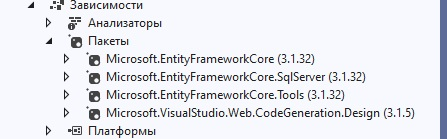 Зависимости
Анализаторы
Пакеты
Microsoft.EntityFrameworkCore (3.1.32)
Microsoft.EntityFrameworkCore.SqlServer (3.1.32)
Microsoft.EntityFrameworkCore.Tools (3.1.32)
Microsoft.VisualStudio.Web.CodeGeneration.Design (3.1.5)
Платформы